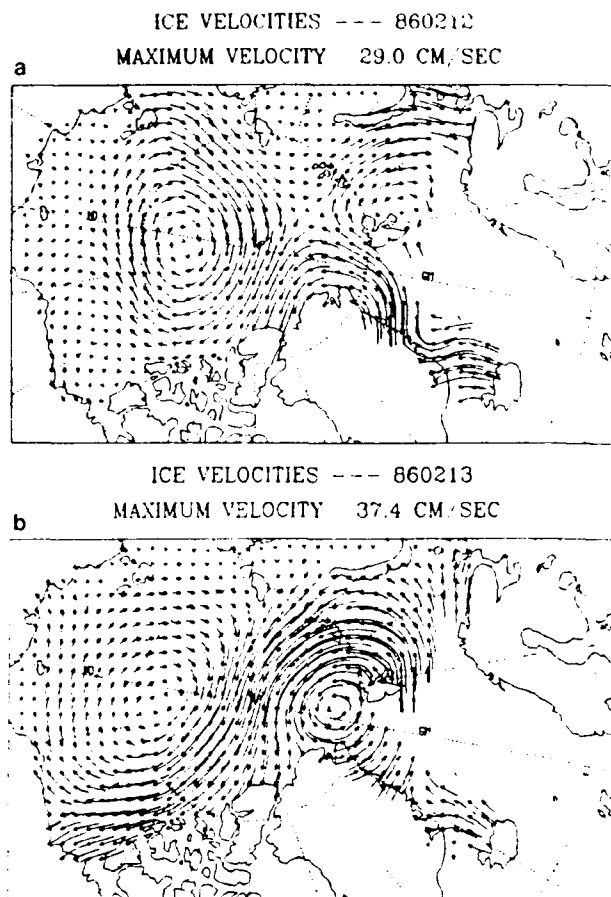 ICE VELOCITIES --- 860212
MAXIMUM VELOCITY 29.0 CM/SEC
a
ICE VELOCITIES --- 860213
MAXIMUM VELOCITY 37.4 CM/SEC
b